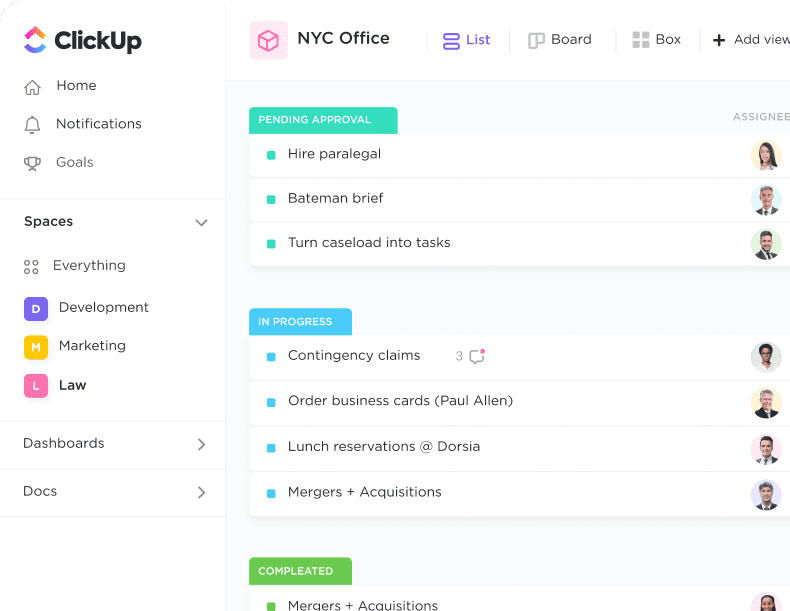 ClickUp
Home
Notifications
Goals
Spaces
Everything
D Development
M Marketing
L Law
Dashboards
Docs
NYC Office
List
Board
Box
+ Add view
PENDING APPROVAL
ASSIGNEE
Hire paralegal
Bateman brief
Turn caseload into tasks
IN PROGRESS
Contingency claims 3
Order business cards (Paul Allen)
Lunch reservations @ Dorsia
Mergers + Acquisitions
COMPLEATED
Mergers + Acquisitions